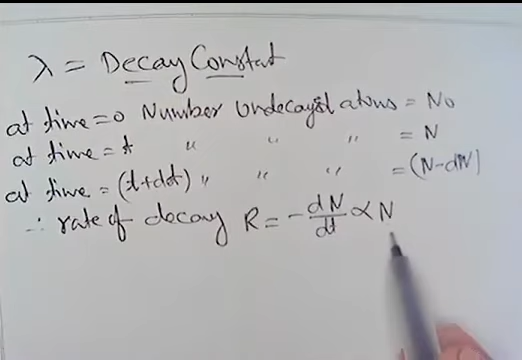 λ = Decay Constant
at time = 0 Number Undecayed atoms = No
at time = t " " " = N
at time = (t+dt) " " " = (N-dN)
∴ rate of decay R = - dN/dt ∝ N